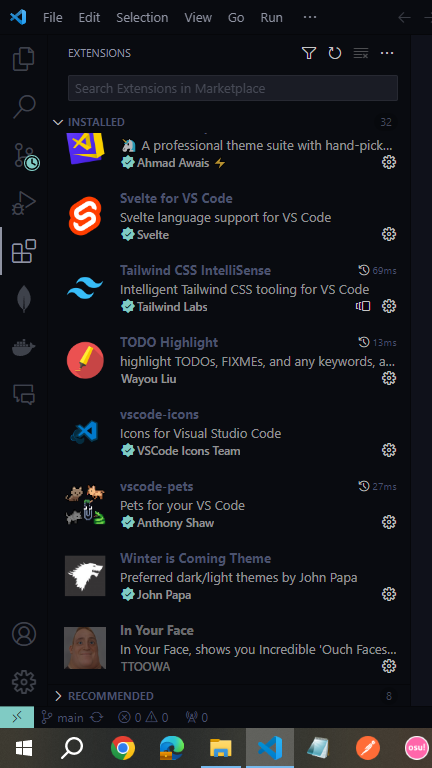 File Edit Selection View Go Run ···
EXTENSIONS
Search Extensions in Marketplace
INSTALLED 32
🦄 A professional theme suite with hand-pick...
Ahmad Awais
Svelte for VS Code
Svelte language support for VS Code
Svelte
Tailwind CSS IntelliSense 69ms
Intelligent Tailwind CSS tooling for VS Code
Tailwind Labs
TODO Highlight 13ms
highlight TODOs, FIXMEs, and any keywords, a...
Wayou Liu
vscode-icons
Icons for Visual Studio Code
VSCode Icons Team
vscode-pets 27ms
Pets for your VS Code
Anthony Shaw
Winter is Coming Theme
Preferred dark/light themes by John Papa
John Papa
In Your Face
In Your Face, shows you Incredible 'Ouch Faces...
TTOOWA
RECOMMENDED 8
main 0 0 0
osu!